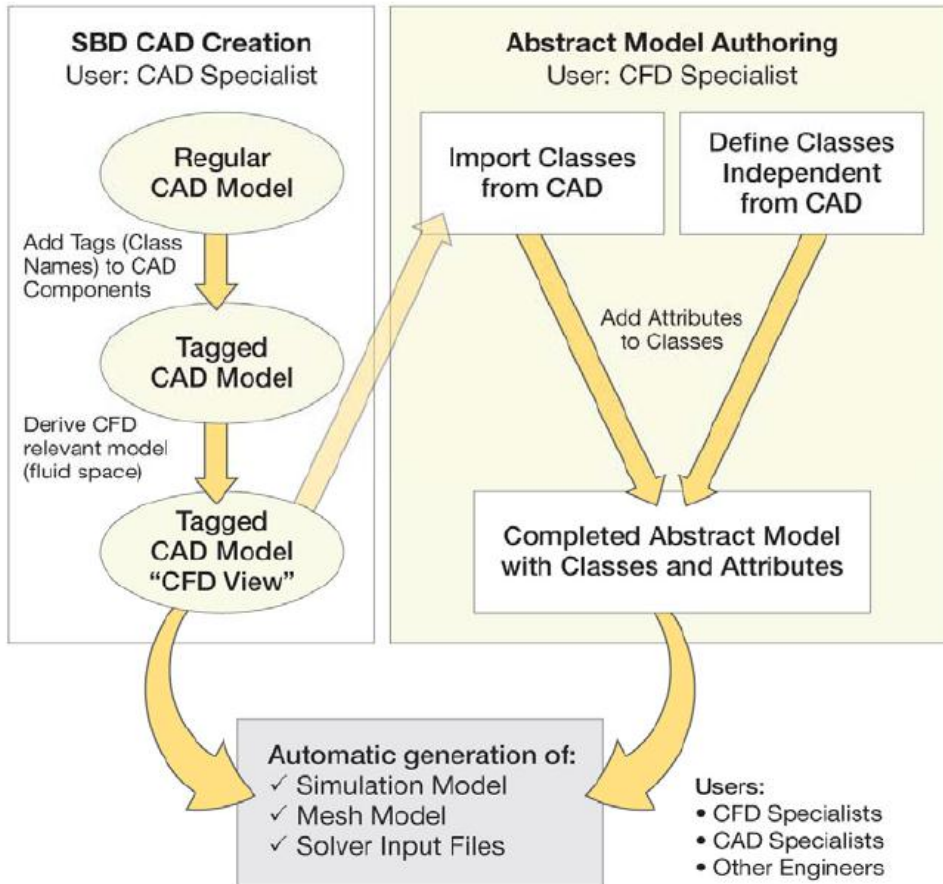 SBD CAD Creation
User: CAD Specialist
Regular
CAD Model
Add Tags (Class
Names) to CAD
Components
Tagged
CAD Model
Derive CFD
relevant model
(fluid space)
Tagged
CAD Model
“CFD View”
Abstract Model Authoring
User: CFD Specialist
Import Classes
from CAD
Define Classes
Independent
from CAD
Add Attributes
to Classes
Completed Abstract Model
with Classes and Attributes
Automatic generation of:
✓ Simulation Model
✓ Mesh Model
✓ Solver Input Files
Users:
• CFD Specialists
• CAD Specialists
• Other Engineers